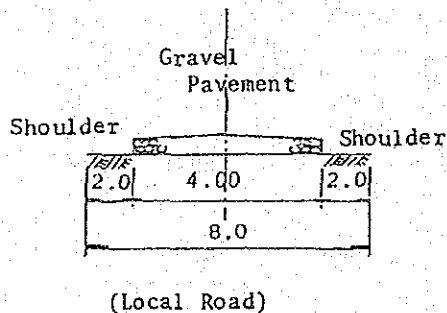 Gravel
Pavement
Shoulder
Shoulder
2.0 4.00 2.0
8.0
(Local Road)